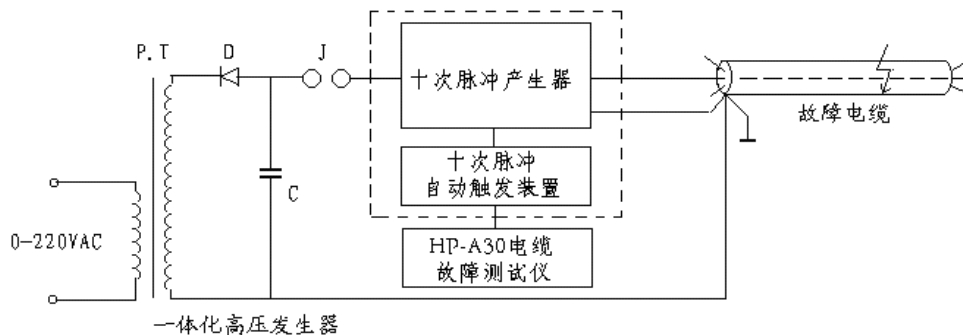 P.T
D
J
十次脉冲产生器
故障电缆
十次脉冲
自动触发装置
C
0-220VAC
HP-A30电缆
故障测试仪
一体化高压发生器